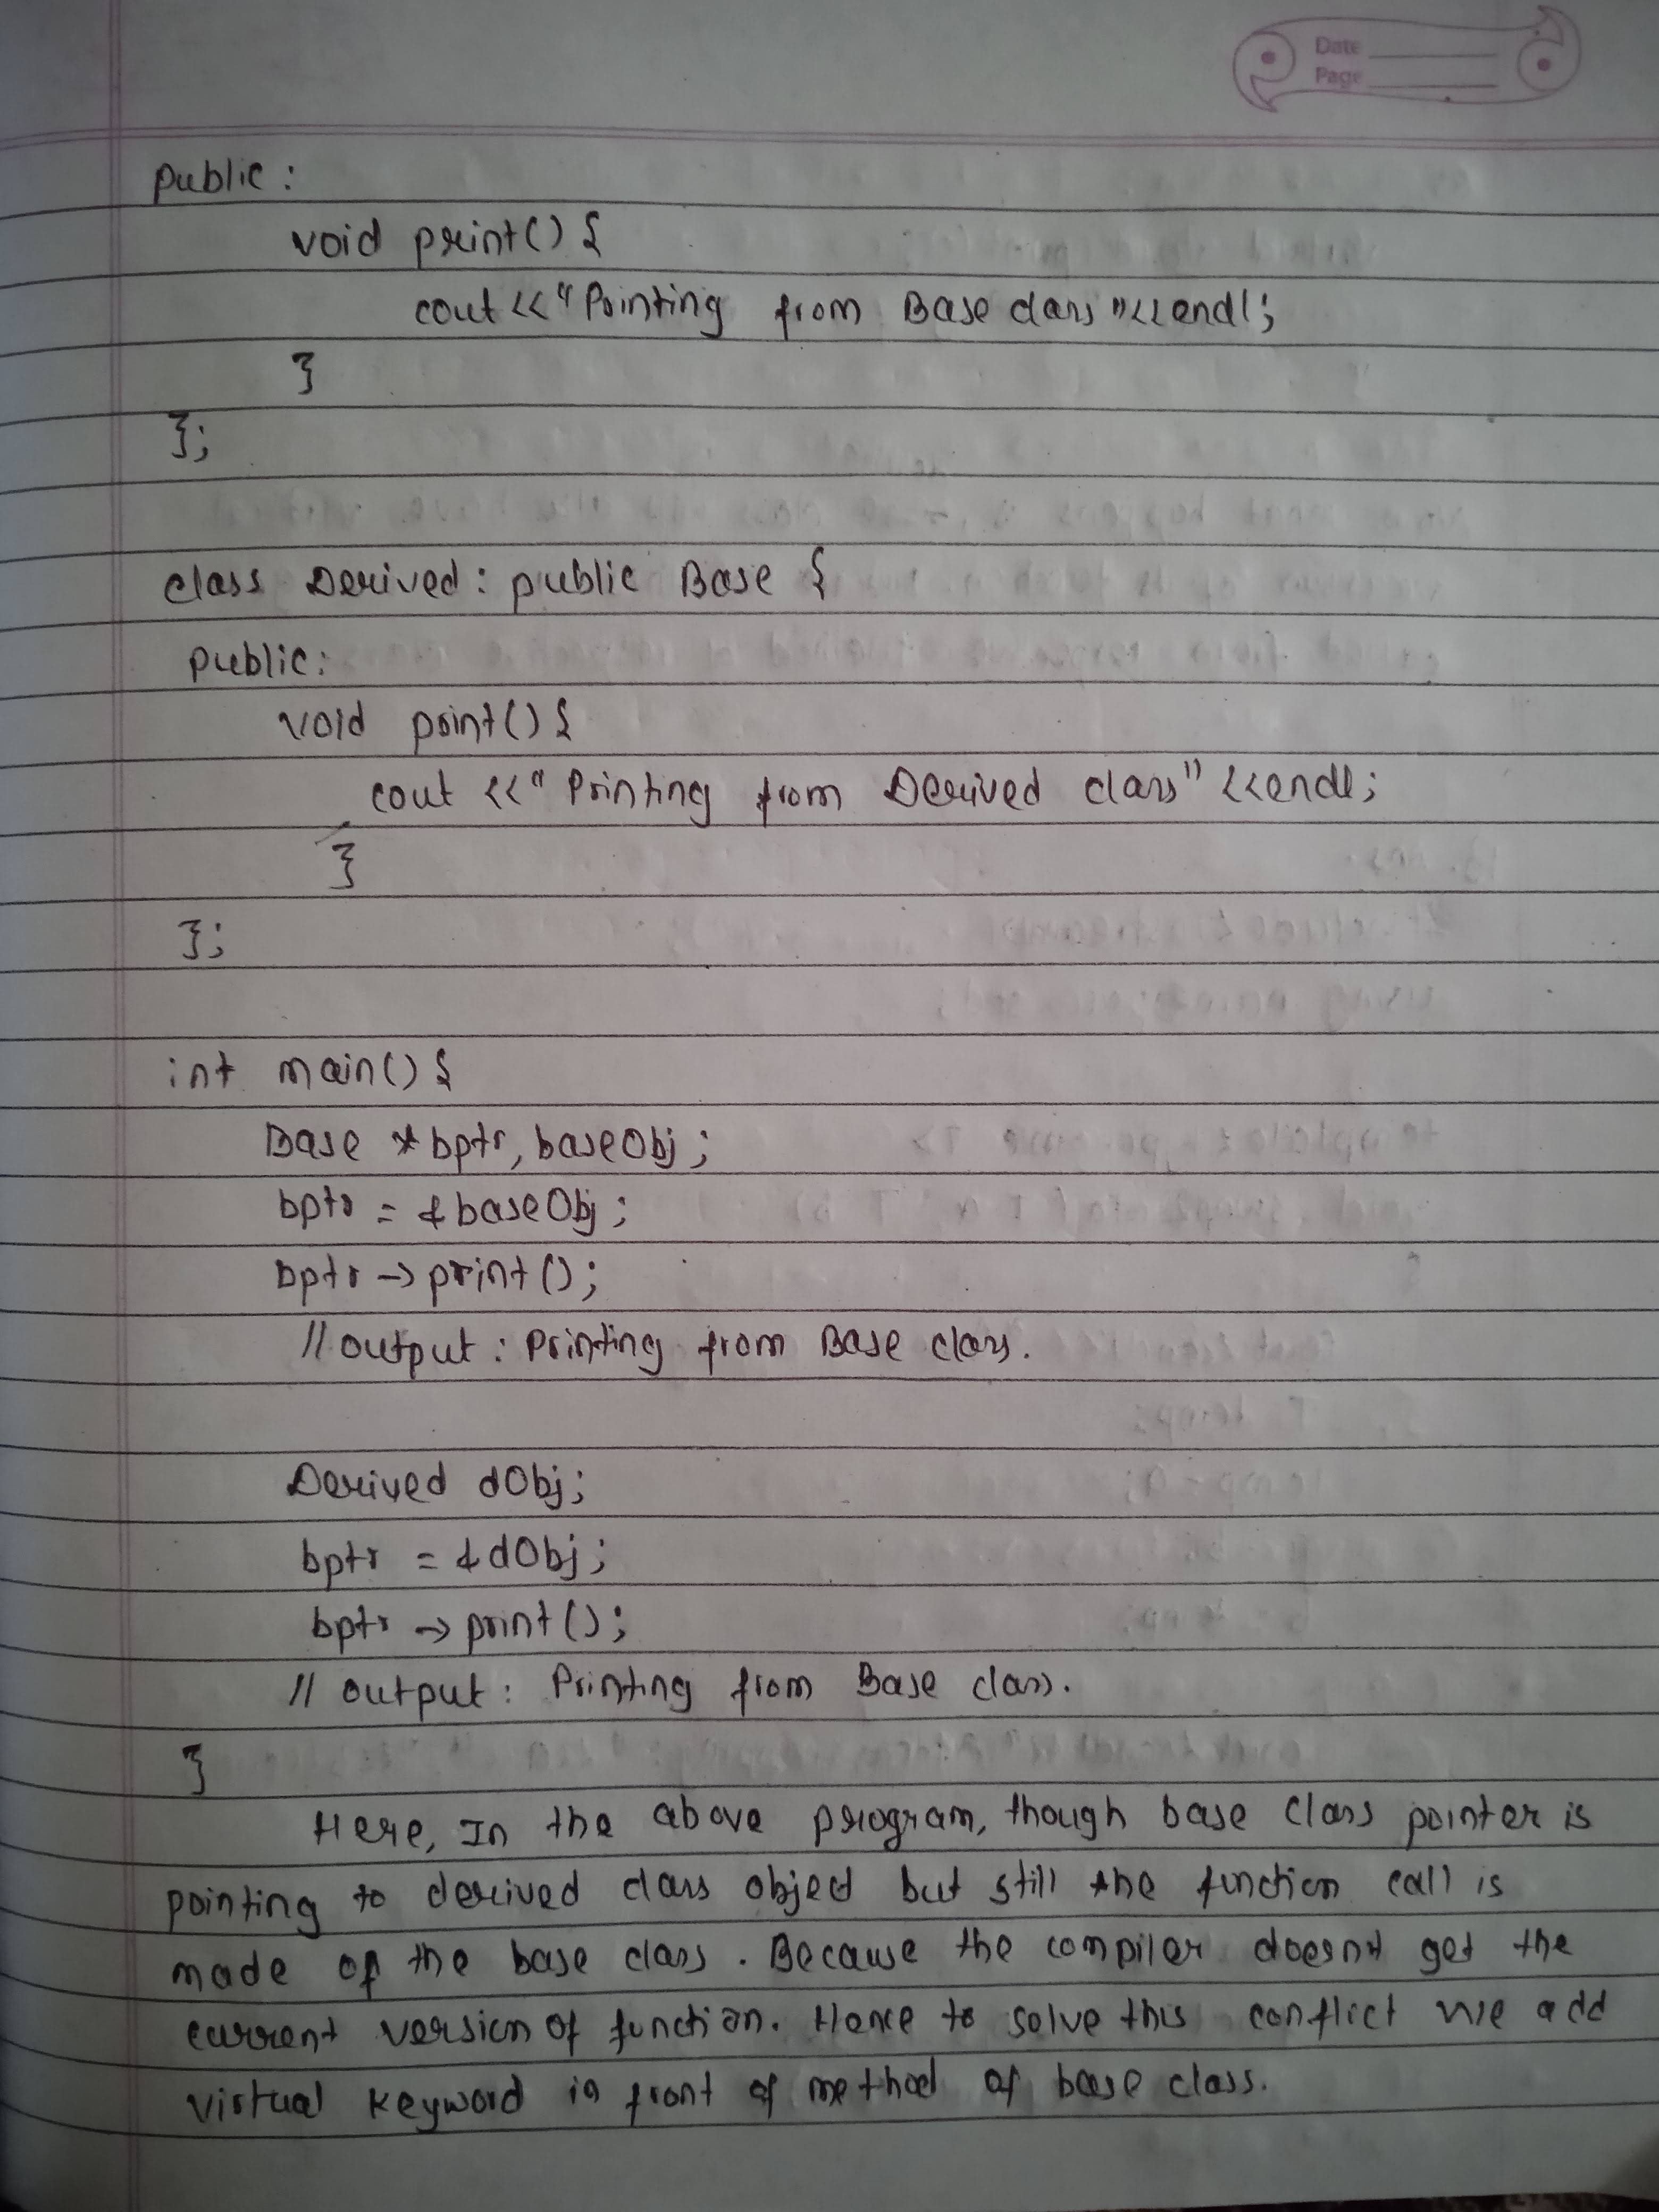 Date
Page
public :
void print() {
cout <<"Printing from Base class"<<endl;
}
};
class Derived : public Base {
public:
void print() {
cout <<" Printing from Derived class" <<endl;
}
};
int main() {
Base *bptr, baseObj ;
bptr = &baseObj ;
bptr -> print();
// output : Printing from Base class.
Derived dObj ;
bptr = &dObj ;
bptr -> print();
// output : Printing from Base class.
}
Here, In the above program, though base class pointer is
pointing to derived class object but still the function call is
made of the base class . Because the compiler doesn't get the
current version of function. Hence to solve this conflict we add
virtual keyword in front of method of base class.